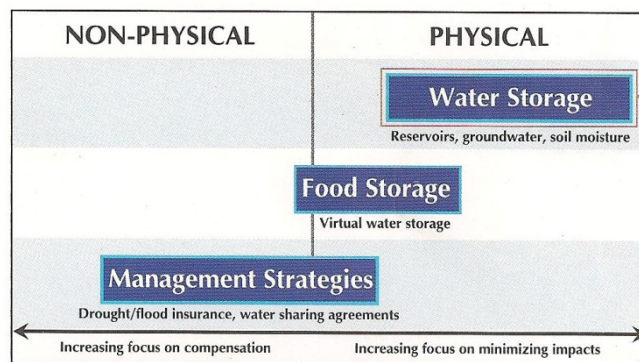 NON-PHYSICAL
PHYSICAL
Water Storage
Reservoirs, groundwater, soil moisture
Food Storage
Virtual water storage
Management Strategies
Drought/flood insurance, water sharing agreements
Increasing focus on compensation
Increasing focus on minimizing impacts